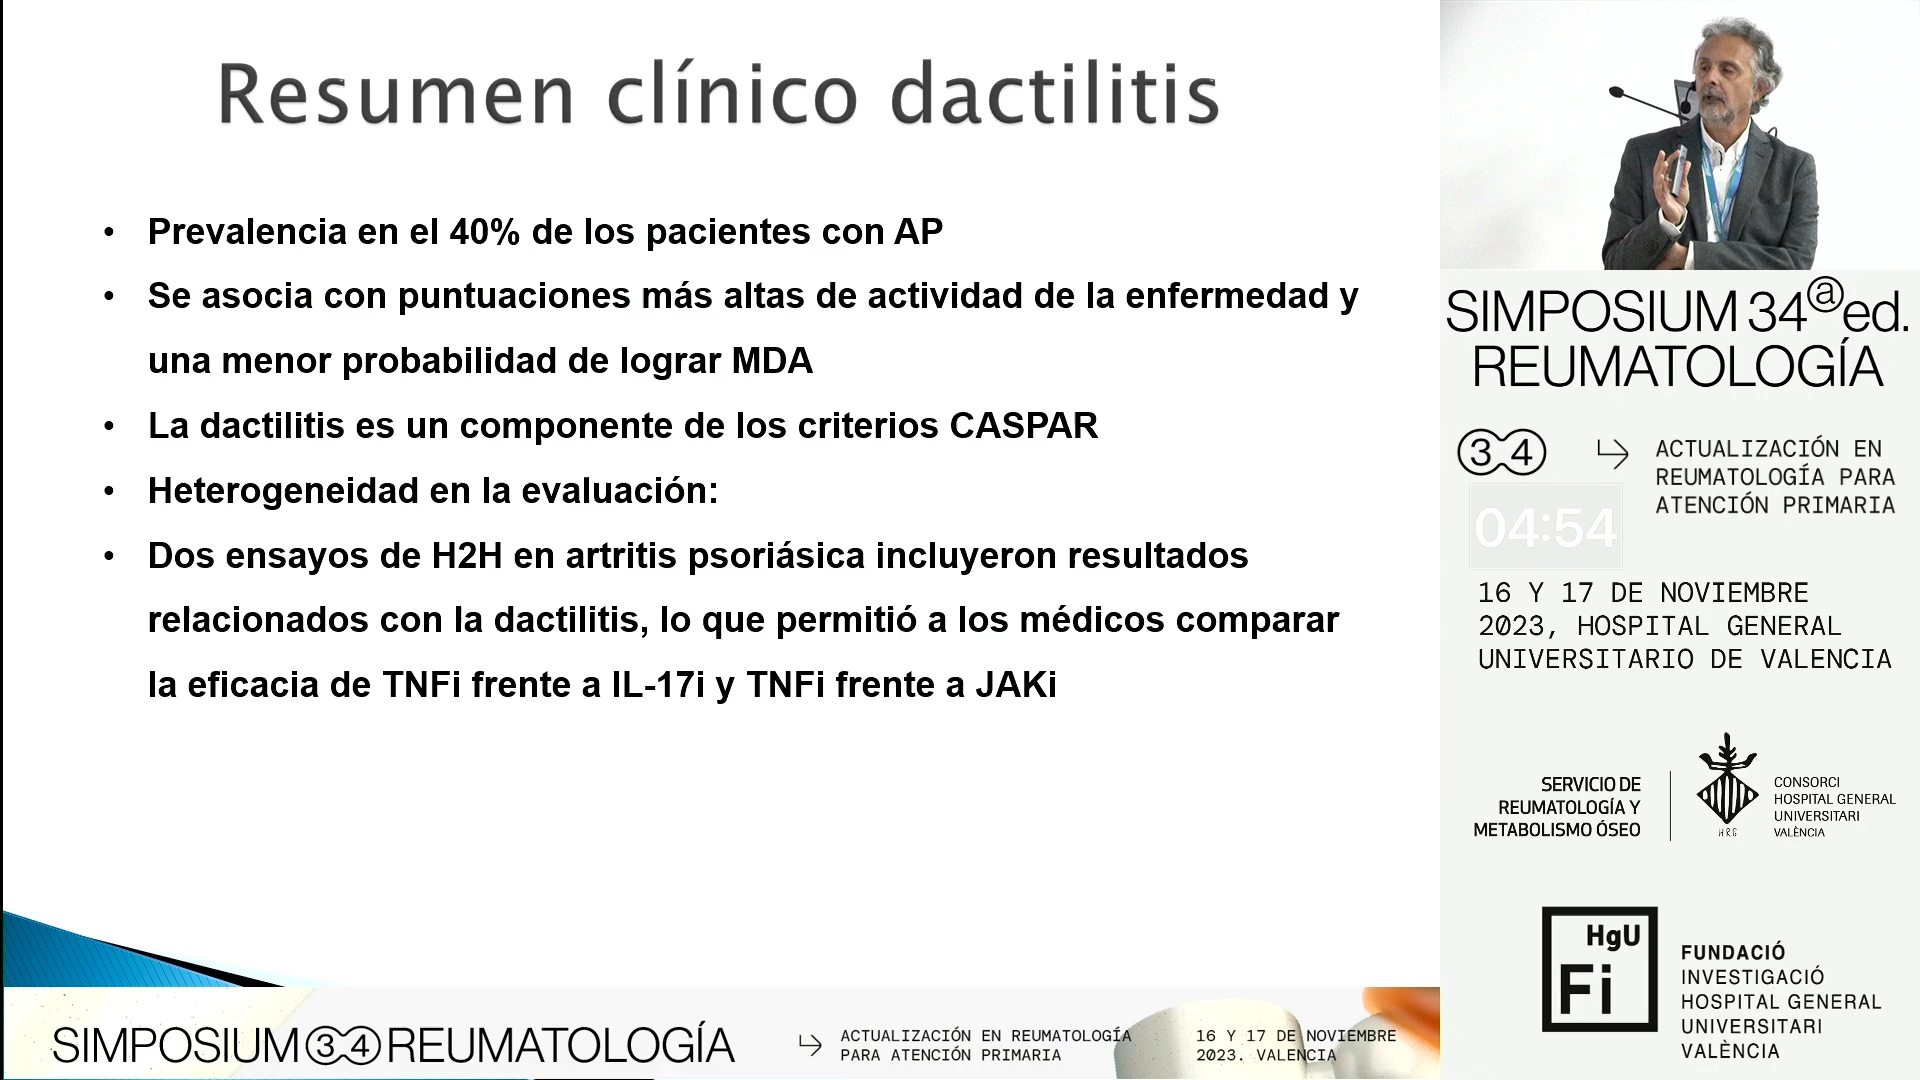 Resumen clínico dactilitis
• Prevalencia en el 40% de los pacientes con AP
• Se asocia con puntuaciones más altas de actividad de la enfermedad y
una menor probabilidad de lograr MDA
• La dactilitis es un componente de los criterios CASPAR
• Heterogeneidad en la evaluación:
• Dos ensayos de H2H en artritis psoriásica incluyeron resultados
relacionados con la dactilitis, lo que permitió a los médicos comparar
la eficacia de TNFi frente a IL-17i y TNFi frente a JAKi
SIMPOSIUM 34 REUMATOLOGÍA
ACTUALIZACIÓN EN REUMATOLOGÍA
PARA ATENCIÓN PRIMARIA
16 Y 17 DE NOVIEMBRE
2023. VALENCIA
SIMPOSIUM 34ⓐed.
REUMATOLOGÍA
34
ACTUALIZACIÓN EN
REUMATOLOGÍA PARA
ATENCIÓN PRIMARIA
04:54
16 Y 17 DE NOVIEMBRE
2023, HOSPITAL GENERAL
UNIVERSITARIO DE VALENCIA
SERVICIO DE
REUMATOLOGÍA Y
METABOLISMO ÓSEO
HRG
CONSORCI
HOSPITAL GENERAL
UNIVERSITARI
VALÈNCIA
HgU
Fi
FUNDACIÓ
INVESTIGACIÓ
HOSPITAL GENERAL
UNIVERSITARI
VALÈNCIA